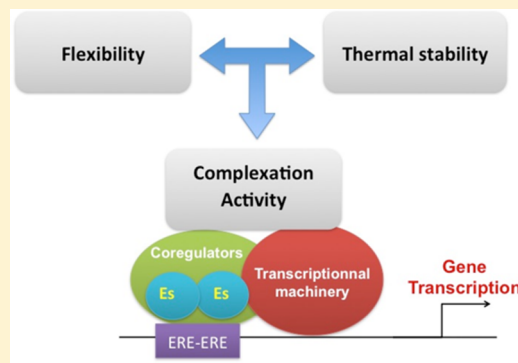 Flexibility
Thermal stability
Complexation
Activity
Coregulators
Es
Es
Transcriptionnal
machinery
Gene
Transcription
ERE-ERE